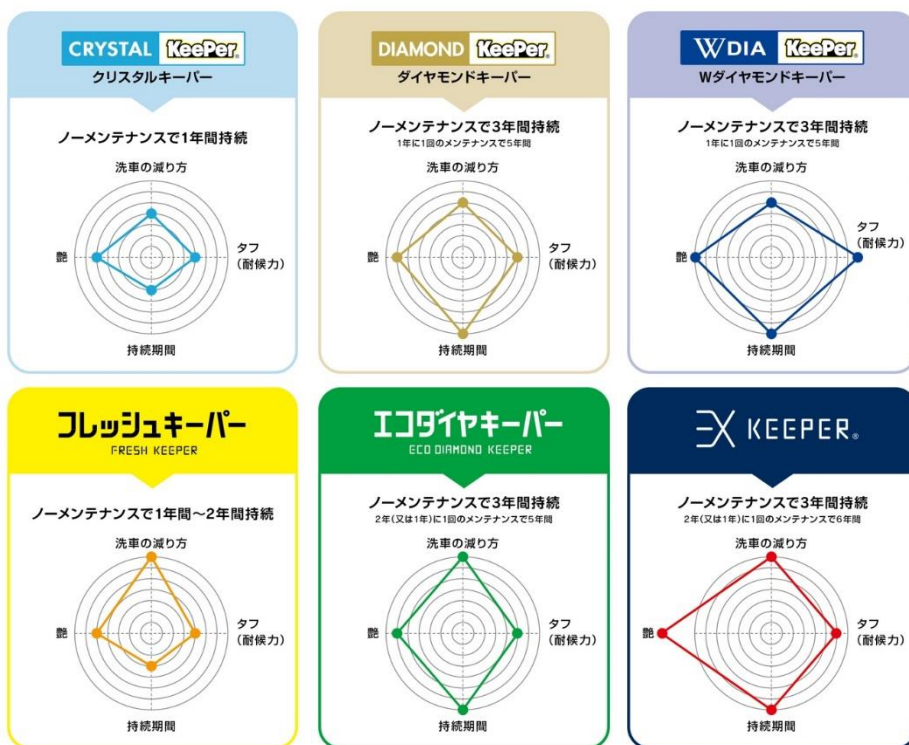 CRYSTAL KeePer®
クリスタルキーパー
ノーメンテナンスで1年間持続
洗車の減り方
艶
タフ
(耐候力)
持続期間
DIAMOND KeePer®
ダイヤモンドキーパー
ノーメンテナンスで3年間持続
1年に1回のメンテナンスで5年間
洗車の減り方
艶
タフ
(耐候力)
持続期間
WDIA KeePer®
Wダイヤモンドキーパー
ノーメンテナンスで3年間持続
1年に1回のメンテナンスで5年間
洗車の減り方
艶
タフ
(耐候力)
持続期間
フレッシュキーパー
FRESH KEEPER
ノーメンテナンスで1年間〜2年間持続
洗車の減り方
艶
タフ
(耐候力)
持続期間
エコダイヤキーパー
ECO DIAMOND KEEPER
ノーメンテナンスで3年間持続
2年(又は1年)に1回のメンテナンスで5年間
洗車の減り方
艶
タフ
(耐候力)
持続期間
EX KEEPER®
ノーメンテナンスで3年間持続
2年(又は1年)に1回のメンテナンスで6年間
洗車の減り方
艶
タフ
(耐候力)
持続期間